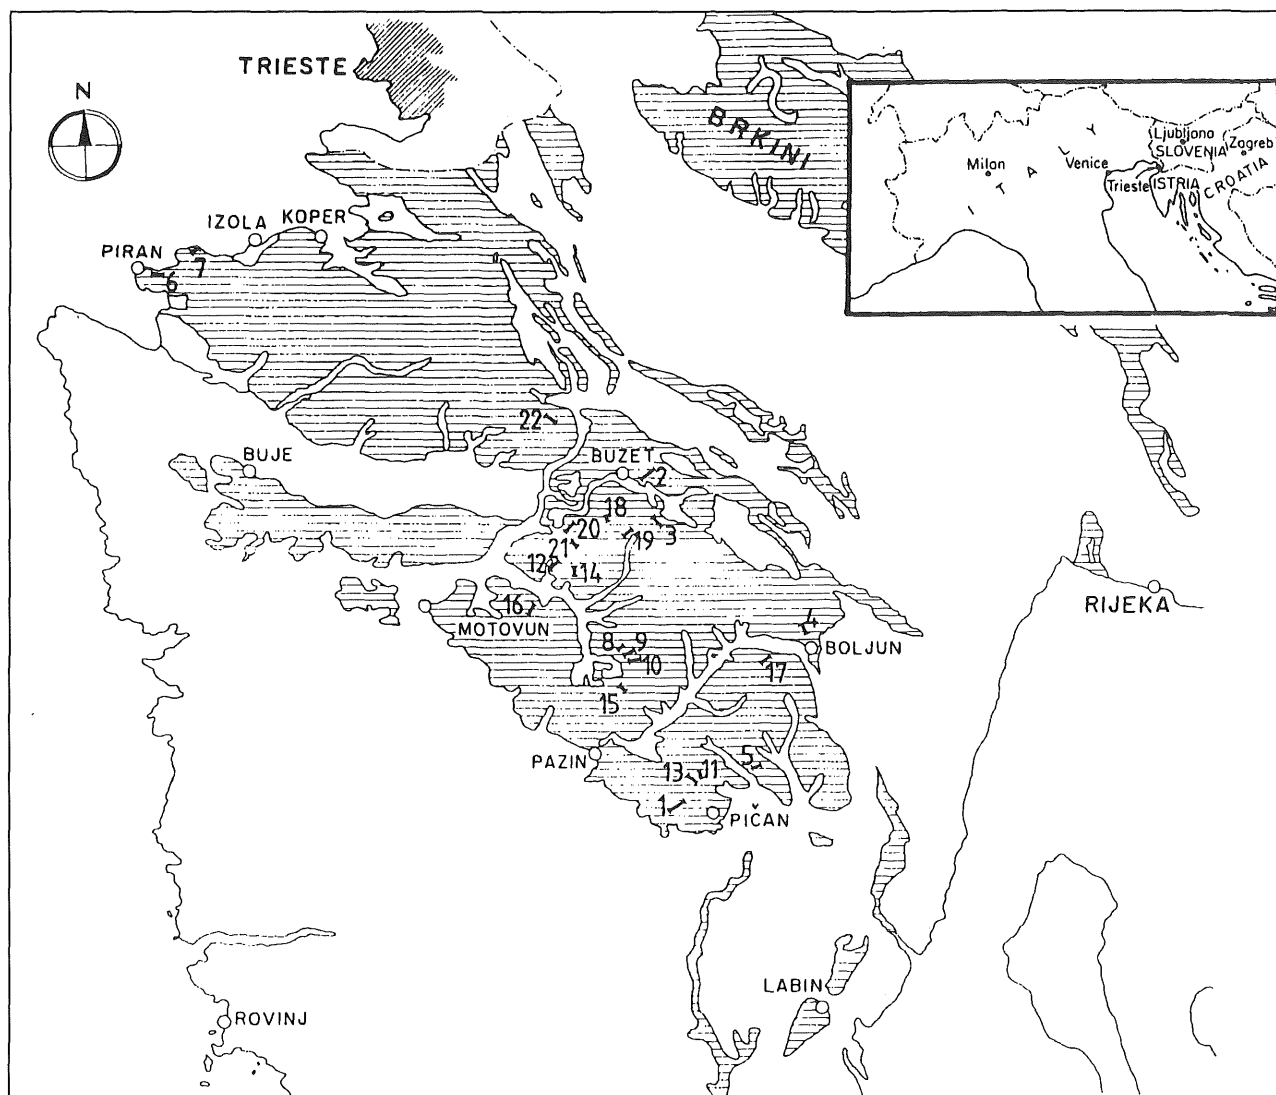 TRIESTE
N
BRKINI
Ljubljana
SLOVENIA
Zagreb
Milan
Venice
ITALY
Trieste
ISTRIA
CROATIA
IZOLA
KOPER
PIRAN
7
6
22
BUJE
BUZET
2
18
20
3
19
21
12
14
16
MOTOVUN
RIJEKA
4
BOLJUN
8
9
10
17
15
PAZIN
5
13
11
1
PIČAN
LABIN
ROVINJ